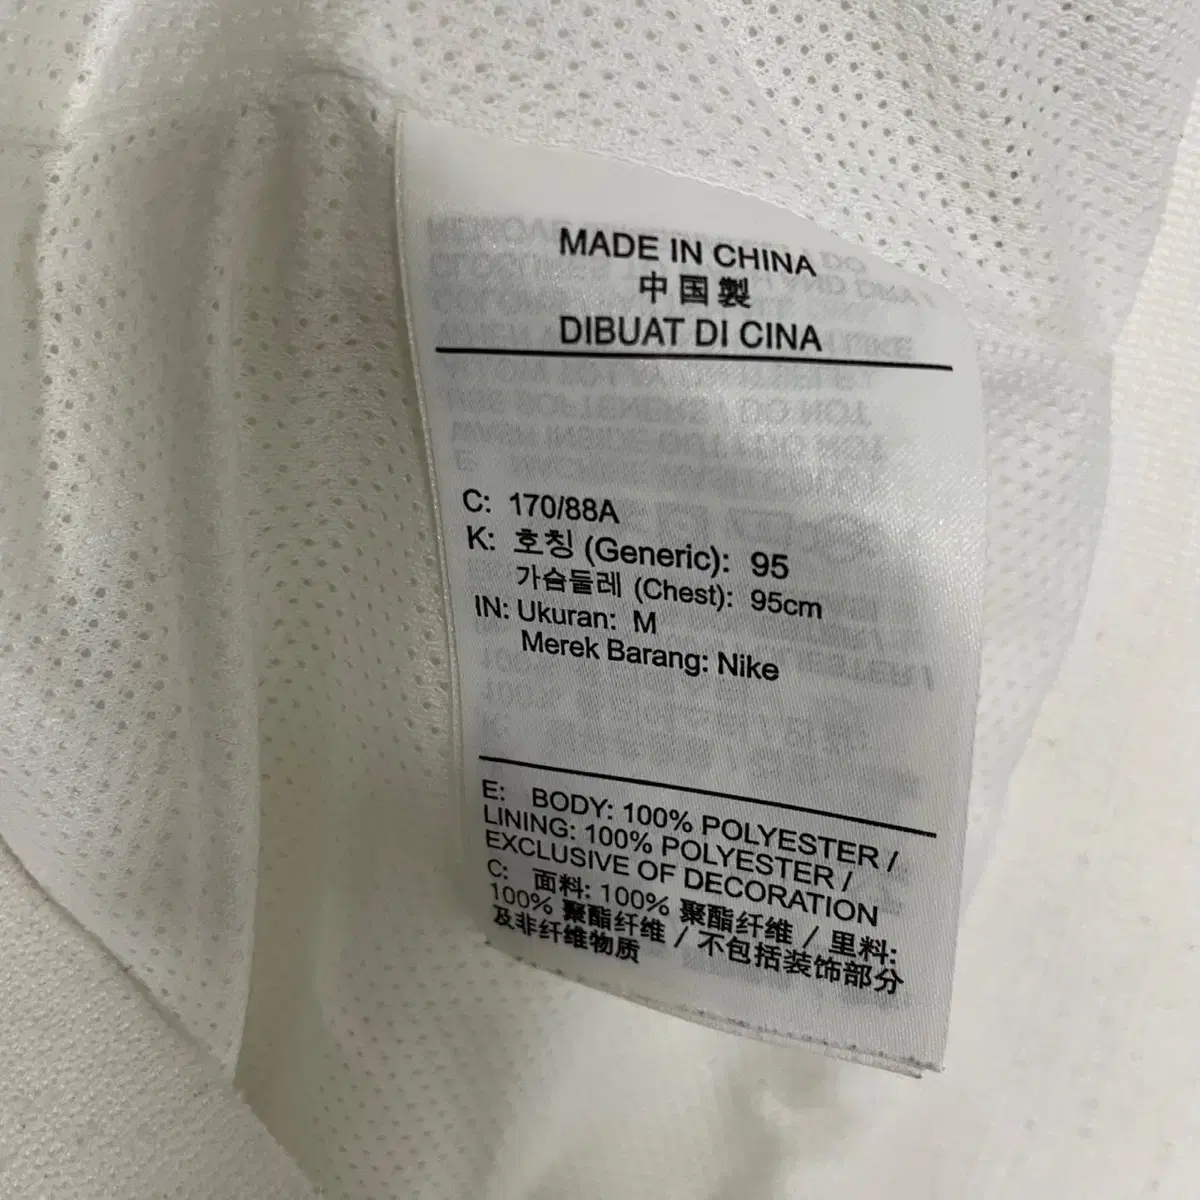 MADE IN CHINA
中国製
DIBUAT DI CINA
C: 170/88A
K: 호칭 (Generic): 95
가슴둘레 (Chest): 95cm
IN: Ukuran: M
Merek Barang: Nike
E: BODY: 100% POLYESTER /
LINING: 100% POLYESTER /
EXCLUSIVE OF DECORATION
C: 面料: 100% 聚酯纤维 / 里料:
100% 聚酯纤维 / 不包括装饰部分
及非纤维物质